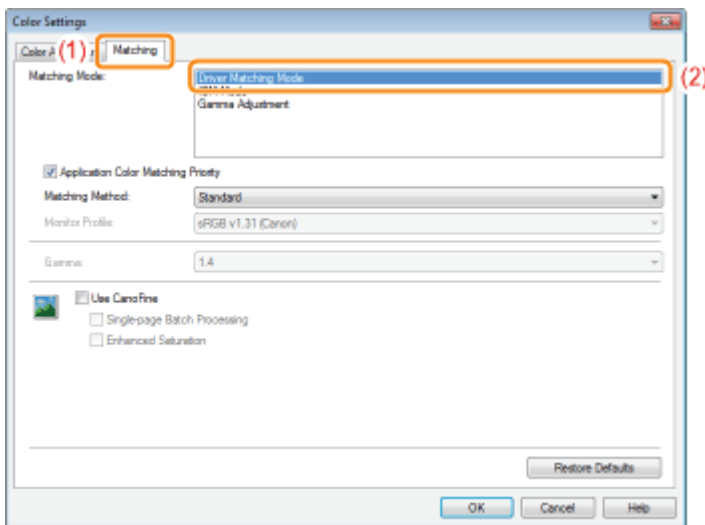 Color Settings
Color A (1) r Matching
Matching Mode: Driver Matching Mode (2)
Gamma Adjustment
Application Color Matching Priority
Matching Method: Standard
Monitor Profile: sRGB v1.31 (Canon)
Gamma: 1.4
Use CanoFine
Single-page Batch Processing
Enhanced Saturation
Restore Defaults
OK Cancel Help